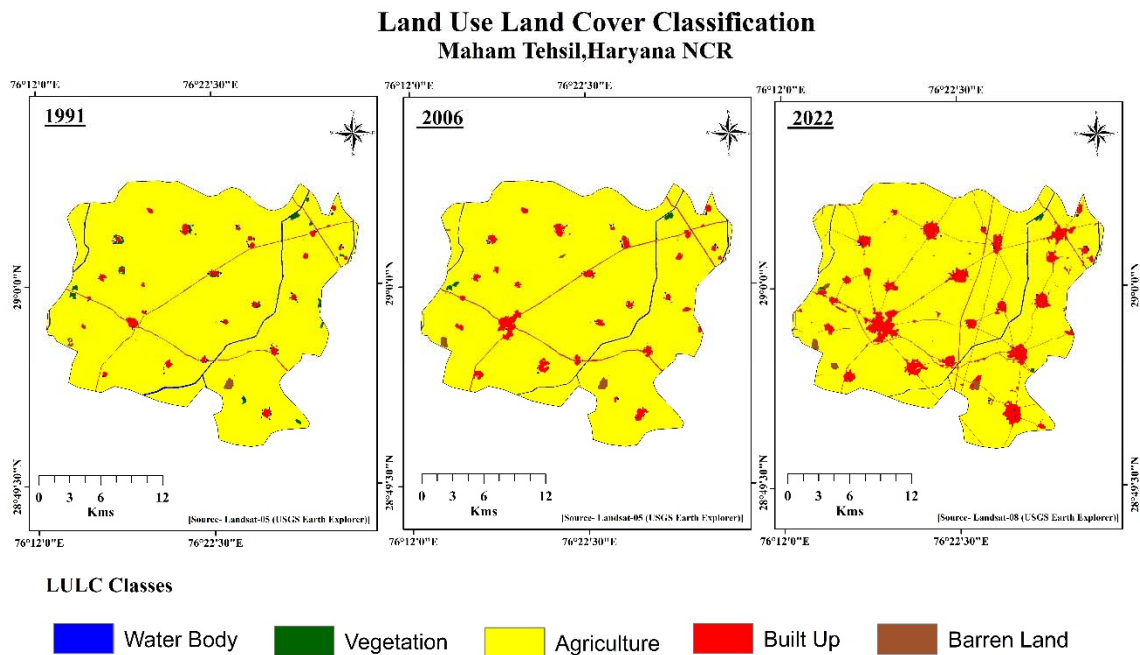 Land Use Land Cover Classification
Maham Tehsil,Haryana NCR
76°12'0"E 76°22'30"E 76°12'0"E 76°22'30"E 76°12'0"E 76°22'30"E
1991 2006 2022
29°0'0"N 29°0'0"N 29°0'0"N 29°0'0"N
28°49'30"N 28°49'30"N 28°49'30"N 28°49'30"N
0 3 6 12 0 3 6 12 0 3 6 12
Kms Kms Kms
|Source- Landsat-05 (USGS Earth Explorer)| |Source- Landsat-05 (USGS Earth Explorer)| |Source- Landsat-08 (USGS Earth Explorer)|
76°12'0"E 76°22'30"E 76°12'0"E 76°22'30"E 76°12'0"E 76°22'30"E
LULC Classes
Water Body Vegetation Agriculture Built Up Barren Land